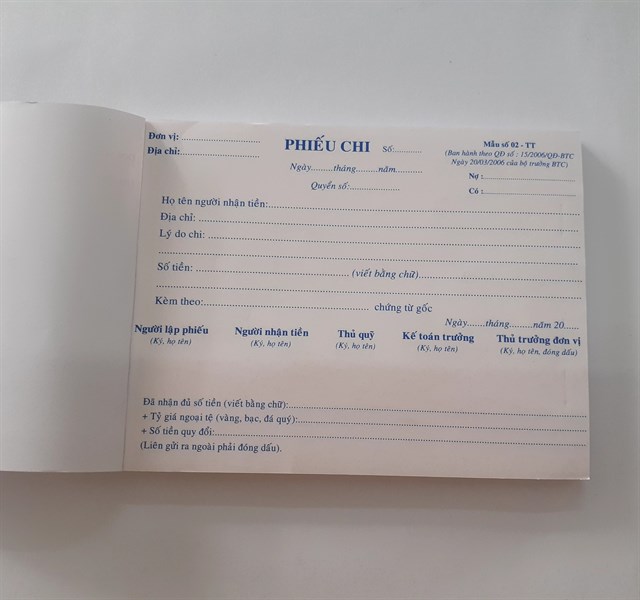 Đơn vị:..............................
Địa chỉ:..............................
PHIẾU CHI Số:............
Ngày........tháng........năm.........
Quyển số:...................
Mẫu số 02 - TT
(Ban hành theo QĐ số : 15/2006/QĐ-BTC
Ngày 20/03/2006 của bộ trưởng BTC)
Nợ :..............................
Có :..............................
Họ tên người nhận tiền:..............................
Địa chỉ: ..............................
Lý do chi: ..............................
Số tiền: .............................. (viết bằng chữ)..............................
Kèm theo:.............................. chứng từ gốc
Ngày.......tháng.........năm 20......
Người lập phiếu Người nhận tiền Thủ quỹ Kế toán trưởng Thủ trưởng đơn vị
(Ký, họ tên) (Ký, họ tên) (Ký, họ tên) (Ký, họ tên) (Ký, họ tên, đóng dấu)
Đã nhận đủ số tiền (viết bằng chữ):..............................
+ Tỷ giá ngoại tệ (vàng, bạc, đá quý):..............................
+ Số tiền quy đổi:..............................
(Liên gửi ra ngoài phải đóng dấu).